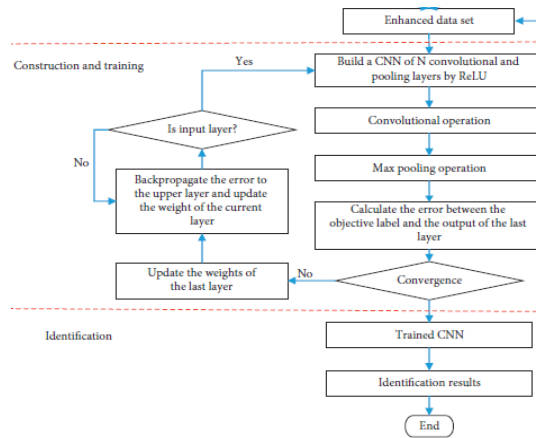 Enhanced data set
Construction and training
Yes
Build a CNN of N convolutional and
pooling layers by ReLU
Is input layer?
Convolutional operation
No
Max pooling operation
Backpropagate the error to
the upper layer and update
the weight of the current
layer
Calculate the error between the
objective label and the output of the last
layer
Update the weights of
the last layer
No
Convergence
Identification
Trained CNN
Identification results
End